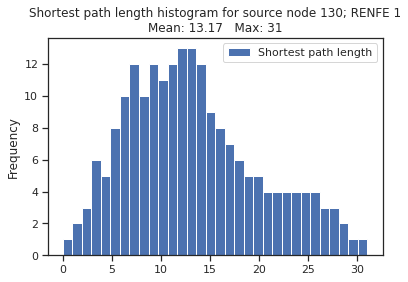 Shortest path length histogram for source node 130; RENFE 1
Mean: 13.17 Max: 31
Shortest path length
Frequency
12
10
8
6
4
2
0
0 5 10 15 20 25 30